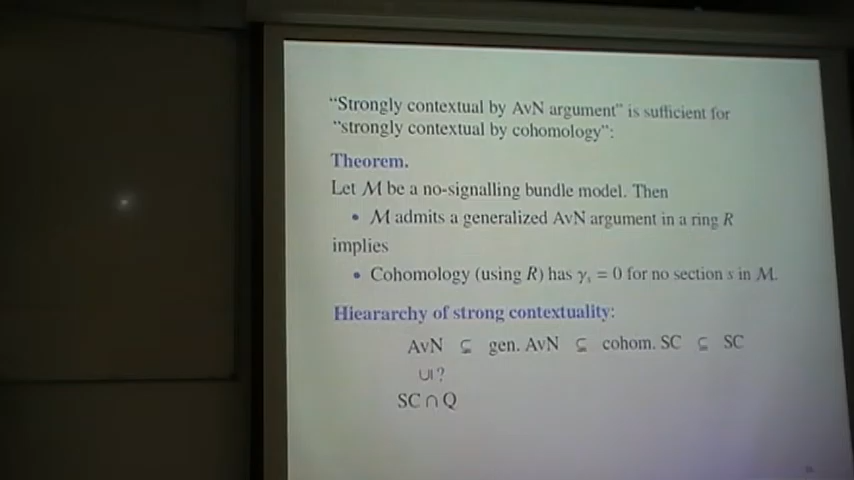 “Strongly contextual by AvN argument” is sufficient for
“strongly contextual by cohomology”:
Theorem.
Let ℳ be a no-signalling bundle model. Then
• ℳ admits a generalized AvN argument in a ring R
implies
• Cohomology (using R) has γₛ = 0 for no section s in ℳ.
Hieararchy of strong contextuality:
AvN ⊊ gen. AvN ⊊ cohom. SC ⊊ SC
∪I?
SC ∩ Q